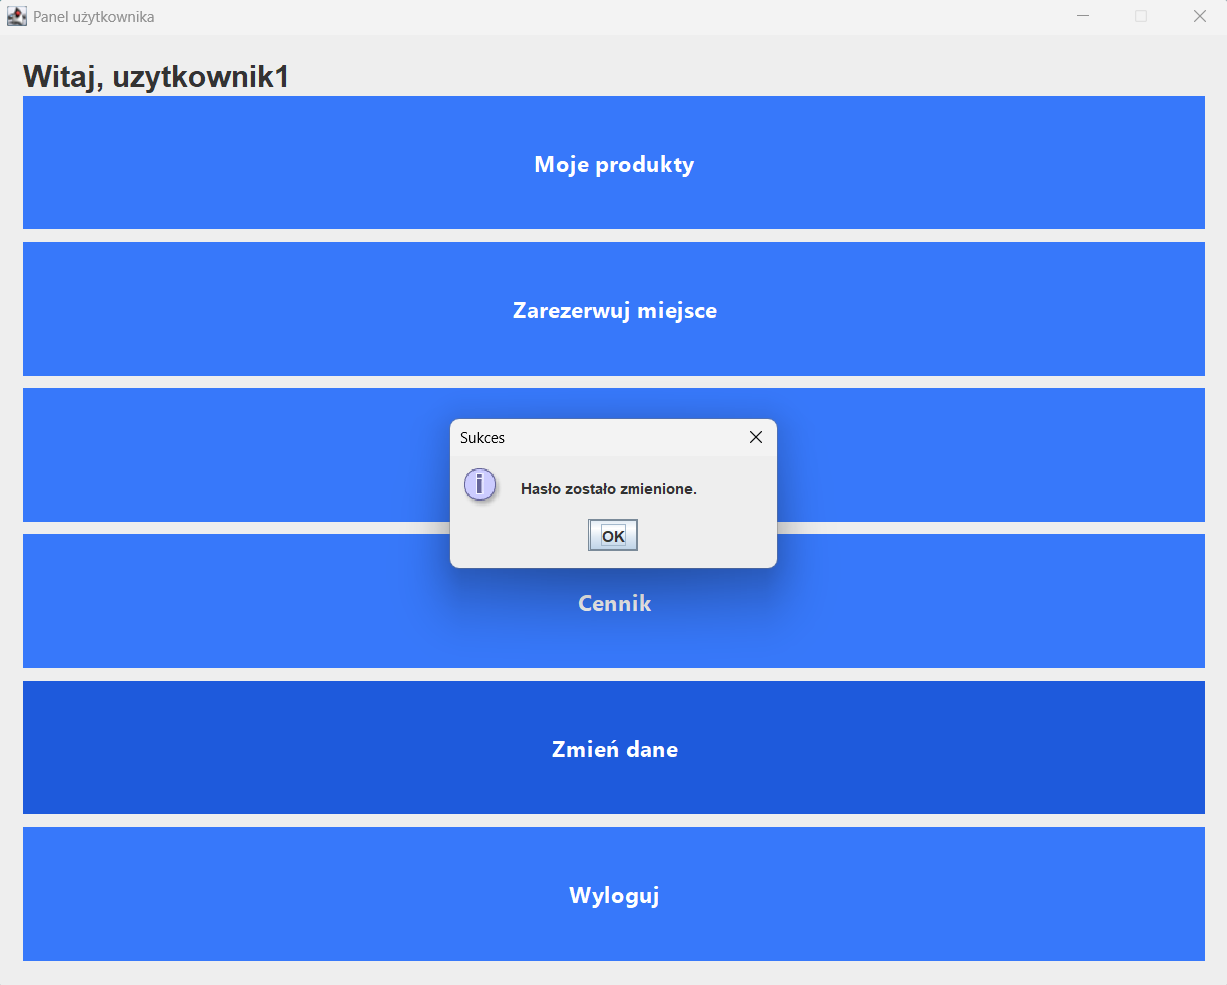 Panel użytkownika
Witaj, uzytkownik1
Moje produkty
Zarezerwuj miejsce
Sukces
i
Hasło zostało zmienione.
OK
Cennik
Zmień dane
Wyloguj